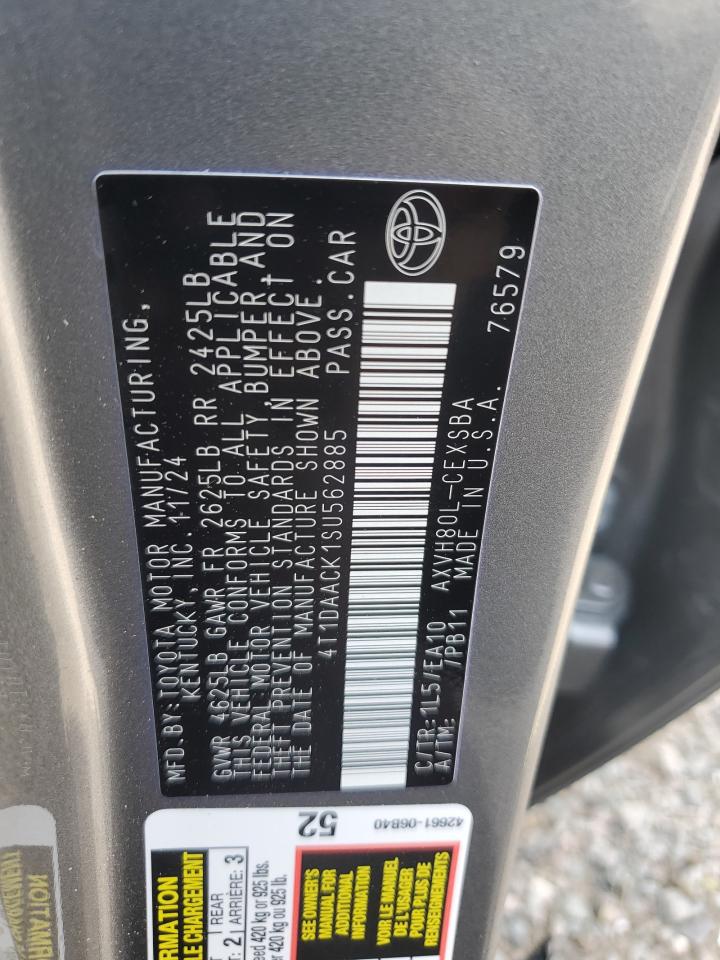 MFD. BY: TOYOTA MOTOR MANUFACTURING,
KENTUCKY, INC. 11/24
GVWR 4625LB GAWR FR 2625LB RR 2425LB
THIS VEHICLE CONFORMS TO ALL APPLICABLE
FEDERAL MOTOR VEHICLE SAFETY, BUMPER AND
THEFT PREVENTION STANDARDS IN EFFECT ON
THE DATE OF MANUFACTURE SHOWN ABOVE.
4T1DAACK1SU562885 PASS.CAR
C/TR: 1L5/EA10 AXVH80L-CEXSBA
A/TM: /PB11 MADE IN U.S.A. 76579
52
42661-06B40
RMATION
LE CHARGEMENT
REAR
: 2 ARRIÈRE: 3
eed 420 kg or 925 lbs.
er 420 kg ou 925 lb.
SEE OWNER'S
MANUAL FOR
ADDITIONAL
INFORMATION
VOIR LE MANUEL
DE L'USAGER
POUR PLUS DE
RENSEIGNEMENTS